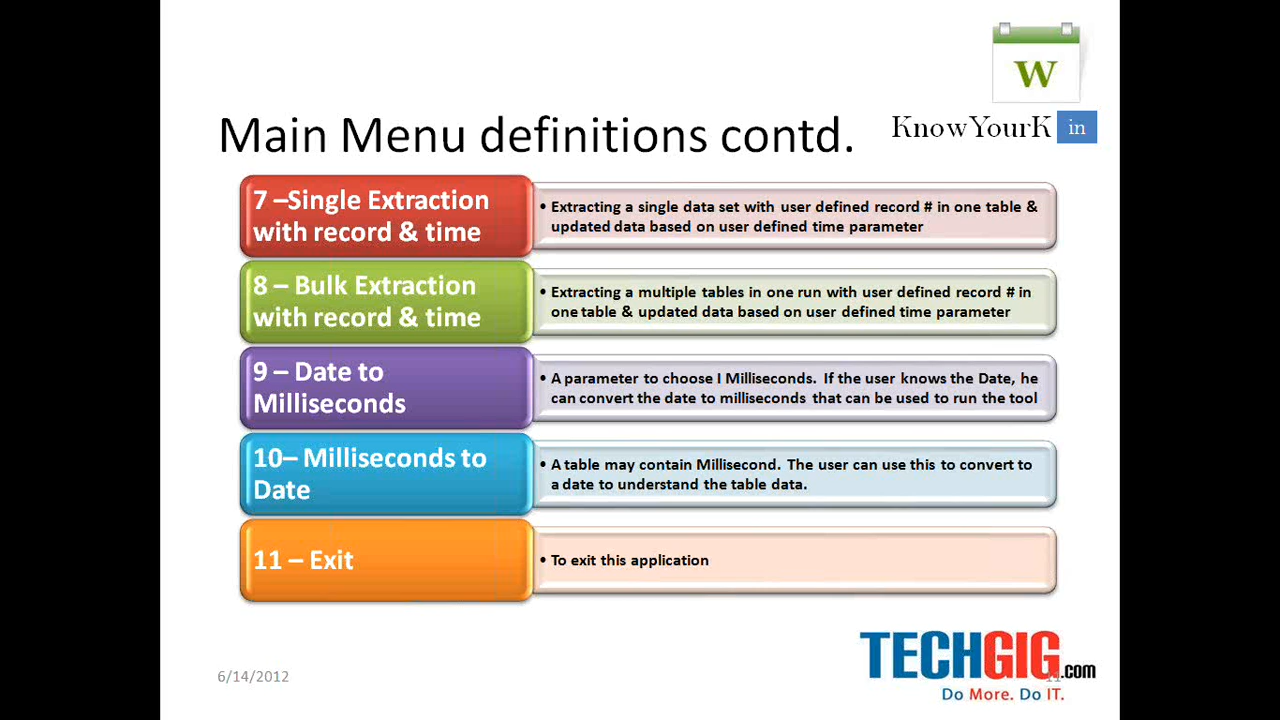 W
KnowYourK in
Main Menu definitions contd.
7 –Single Extraction
with record & time
• Extracting a single data set with user defined record # in one table &
updated data based on user defined time parameter
8 – Bulk Extraction
with record & time
• Extracting a multiple tables in one run with user defined record # in
one table & updated data based on user defined time parameter
9 – Date to
Milliseconds
• A parameter to choose I Milliseconds. If the user knows the Date, he
can convert the date to milliseconds that can be used to run the tool
10– Milliseconds to
Date
• A table may contain Millisecond. The user can use this to convert to
a date to understand the table data.
11 – Exit
• To exit this application
6/14/2012
TECHGIG.com
Do More. Do IT.